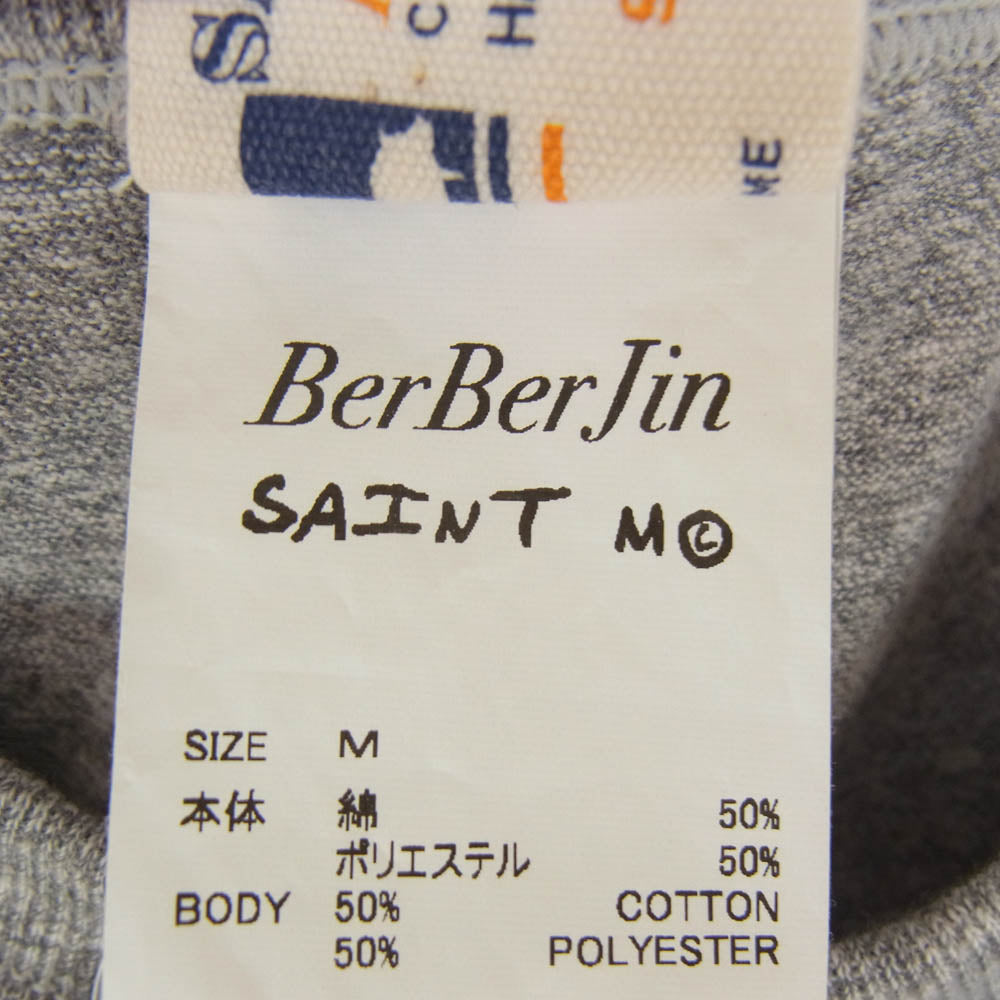 BerBerJin
SAINT M©
SIZE M
本体 綿 50%
ポリエステル 50%
BODY 50% COTTON
50% POLYESTER